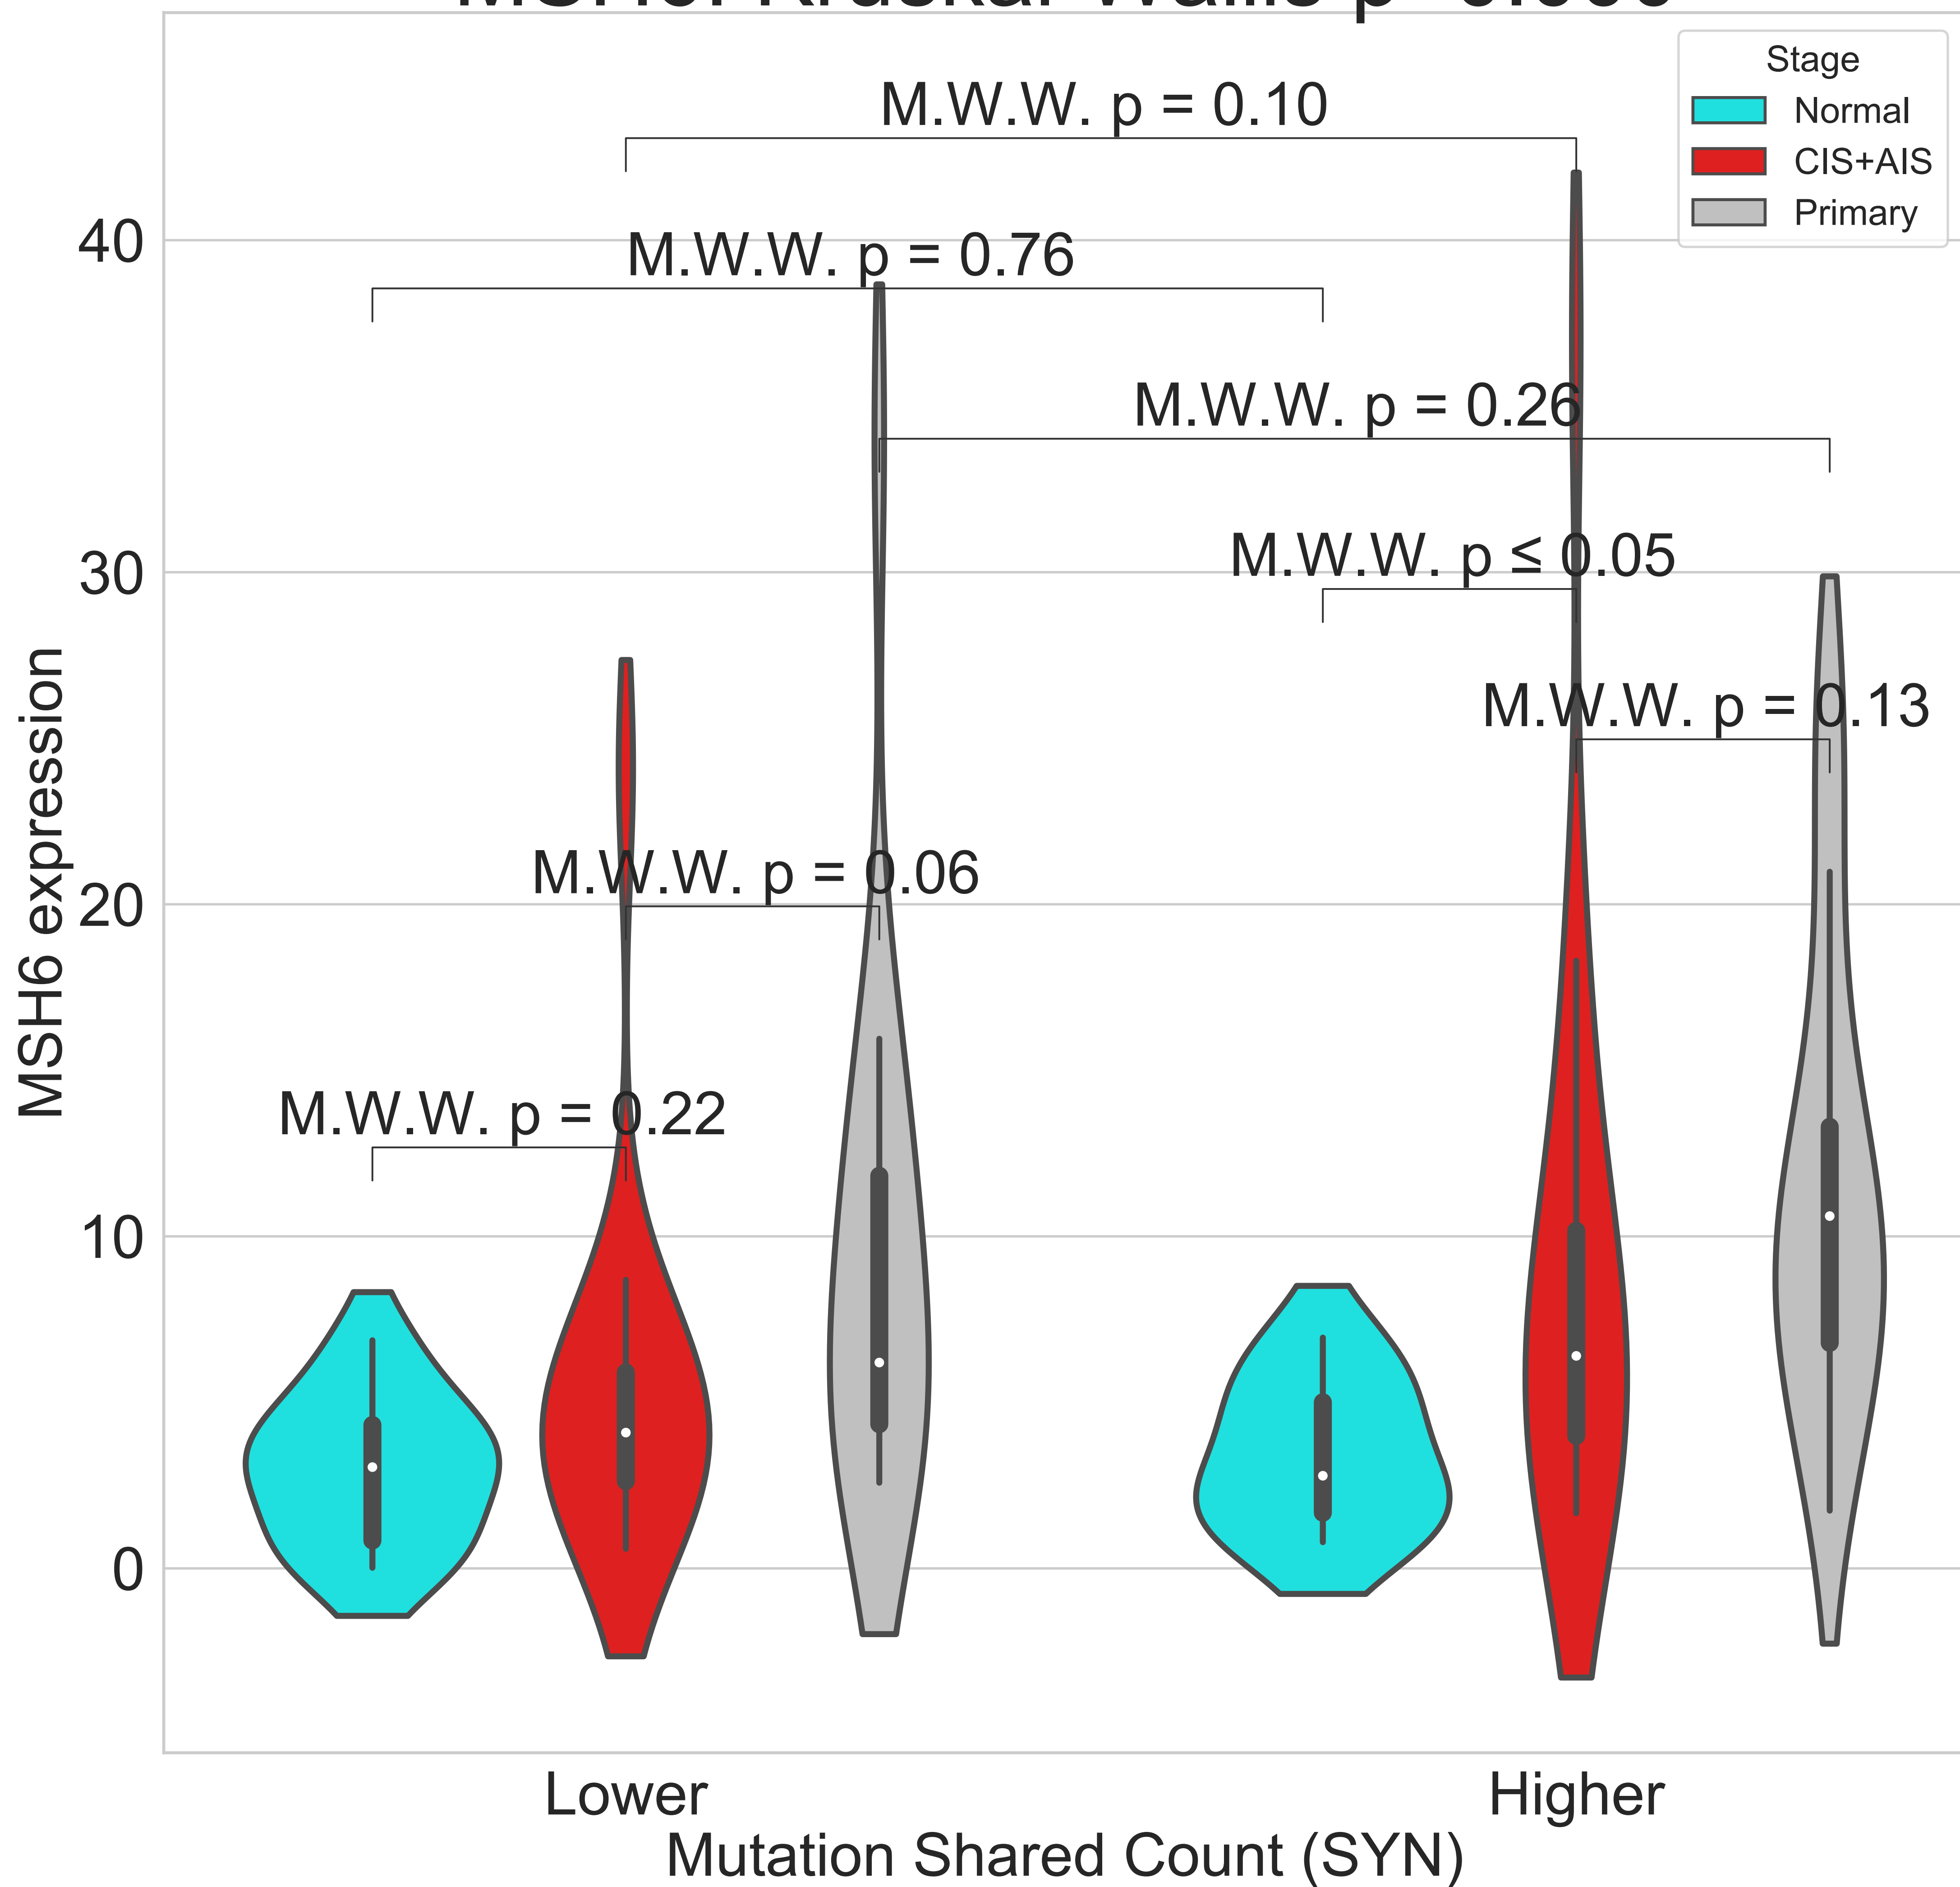 Stage
Normal
CIS+AIS
Primary
M.W.W. p = 0.10
M.W.W. p = 0.76
M.W.W. p = 0.26
M.W.W. p ≤ 0.05
M.W.W. p = 0.13
M.W.W. p = 0.06
M.W.W. p = 0.22
40
30
20
10
0
MSH6 expression
Lower
Higher
Mutation Shared Count (SYN)